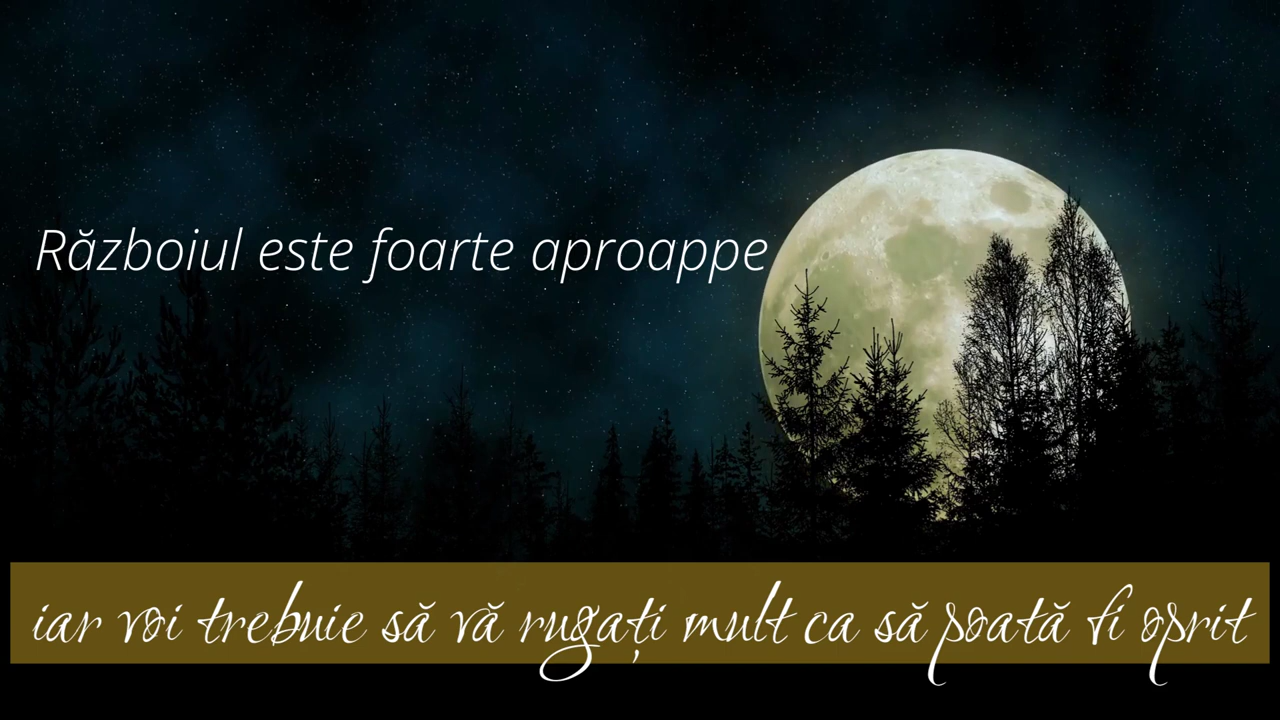 Războiul este foarte aproappe
iar voi trebuie să vă rugați mult ca să poată fi oprit